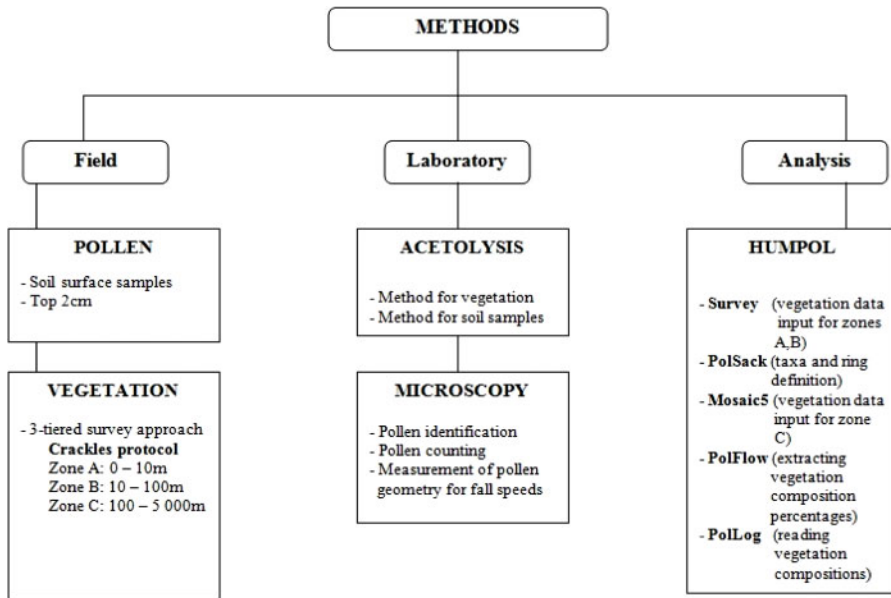 METHODS
Field
POLLEN
- Soil surface samples
- Top 2cm
VEGETATION
- 3-tiered survey approach
Crackles protocol
Zone A: 0 – 10m
Zone B: 10 – 100m
Zone C: 100 – 5 000m
Laboratory
ACETOLYSIS
- Method for vegetation
- Method for soil samples
MICROSCOPY
- Pollen identification
- Pollen counting
- Measurement of pollen
geometry for fall speeds
Analysis
HUMPOL
- Survey (vegetation data
input for zones
A,B)
- PolSack (taxa and ring
definition)
- Mosaic5 (vegetation data
input for zone
C)
- PolFlow (extracting
vegetation
composition
percentages)
- PolLog (reading
vegetation
compositions)